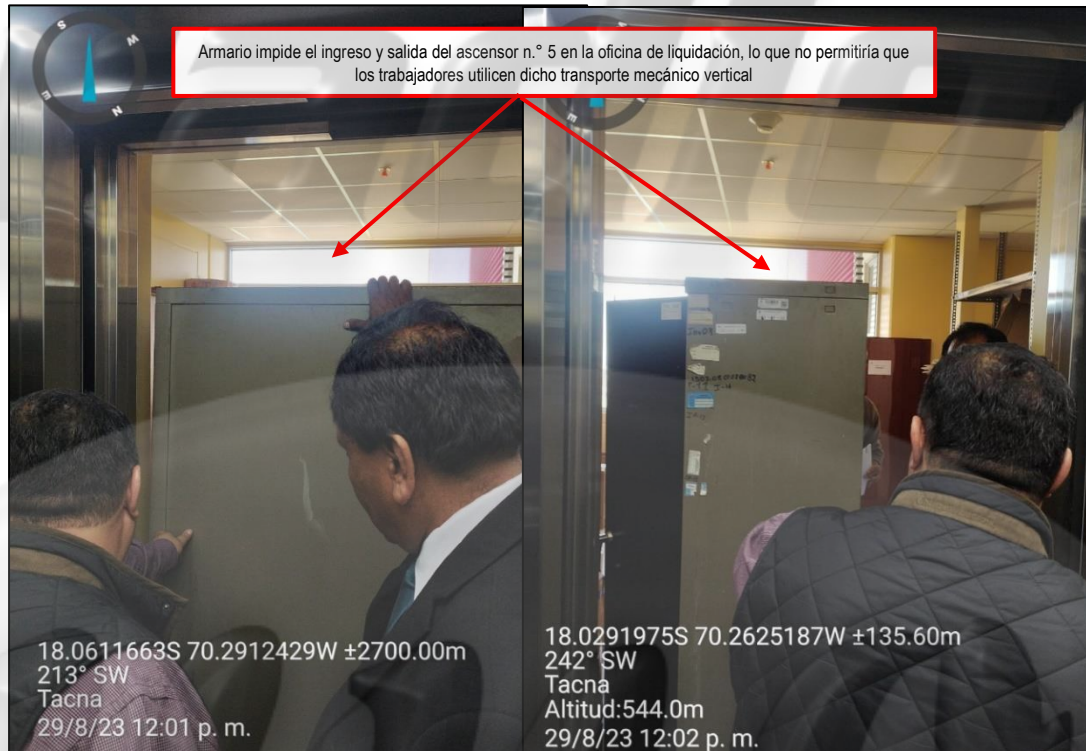 Armario impide el ingreso y salida del ascensor n.° 5 en la oficina de liquidación, lo que no permitiría que
los trabajadores utilicen dicho transporte mecánico vertical
S
W
E
N
18.0611663S 70.2912429W ±2700.00m
213° SW
Tacna
29/8/23 12:01 p. m.
18.0291975S 70.2625187W ±135.60m
242° SW
Tacna
Altitud:544.0m
29/8/23 12:02 p. m.